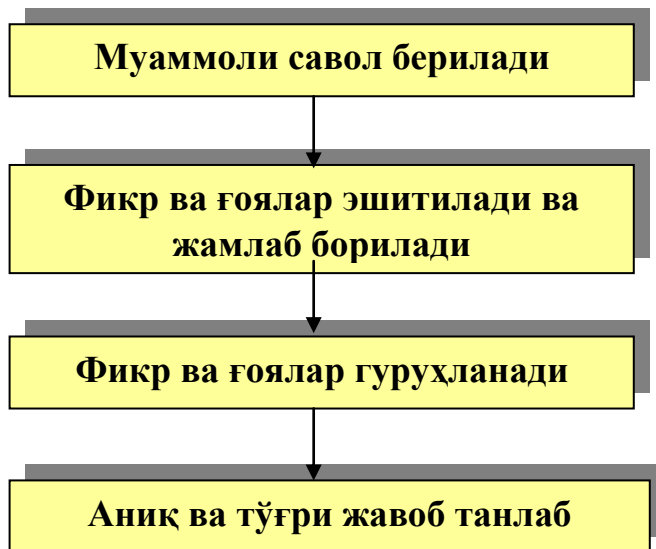 Муаммоли савол берилади
Фикр ва ғоялар эшитилади ва
жамлаб борилади
Фикр ва ғоялар гуруҳланади
Аниқ ва тўғри жавоб танлаб